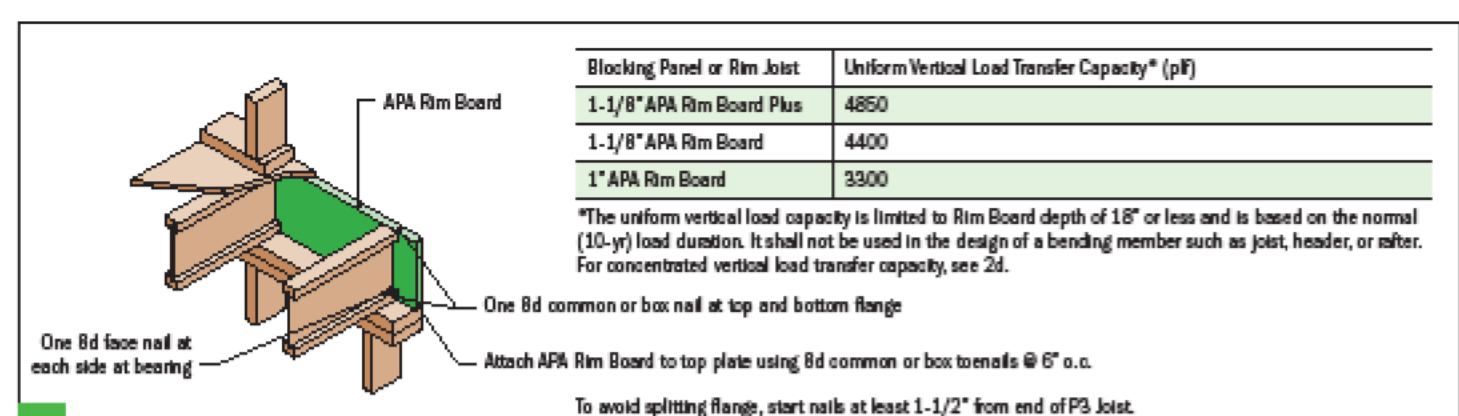 Blocking Panel or Rim Joist Uniform Vertical Load Transfer Capacity* (plf)
1-1/8" APA Rim Board Plus 4850
1-1/8" APA Rim Board 4400
1" APA Rim Board 3300
*The uniform vertical load capacity is limited to Rim Board depth of 18" or less and is based on the normal
(10-yr) load duration. It shall not be used in the design of a bending member such as joist, header, or rafter.
For concentrated vertical load transfer capacity, see 2d.
APA Rim Board
One 8d common or box nail at top and bottom flange
One 8d face nail at
each side at bearing
Attach APA Rim Board to top plate using 8d common or box toenails @ 6" o.c.
To avoid splitting flange, start nails at least 1-1/2" from end of P3 Joist.